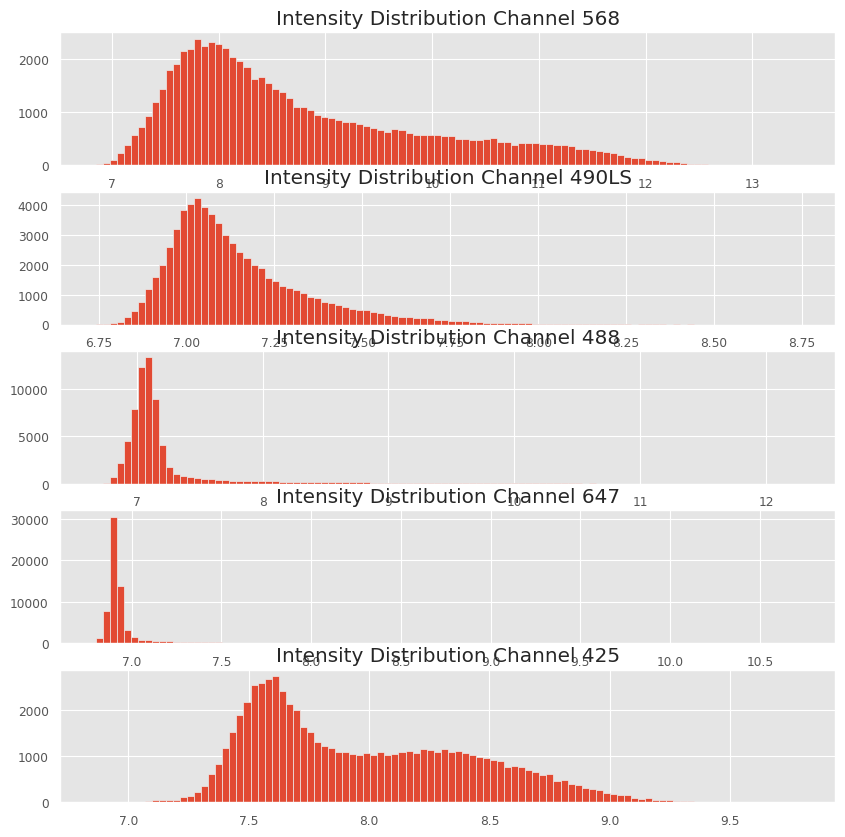 Intensity Distribution Channel 568
2000
1000
0
7 8 9 10 11 12 13
Intensity Distribution Channel 490LS
4000
3000
2000
1000
0
6.75 7.00 7.25 7.50 7.75 8.00 8.25 8.50 8.75
Intensity Distribution Channel 488
10000
5000
0
7 8 9 10 11 12
Intensity Distribution Channel 647
30000
20000
10000
0
7.0 7.5 8.0 8.5 9.0 9.5 10.0 10.5
Intensity Distribution Channel 425
2000
1000
0
7.0 7.5 8.0 8.5 9.0 9.5